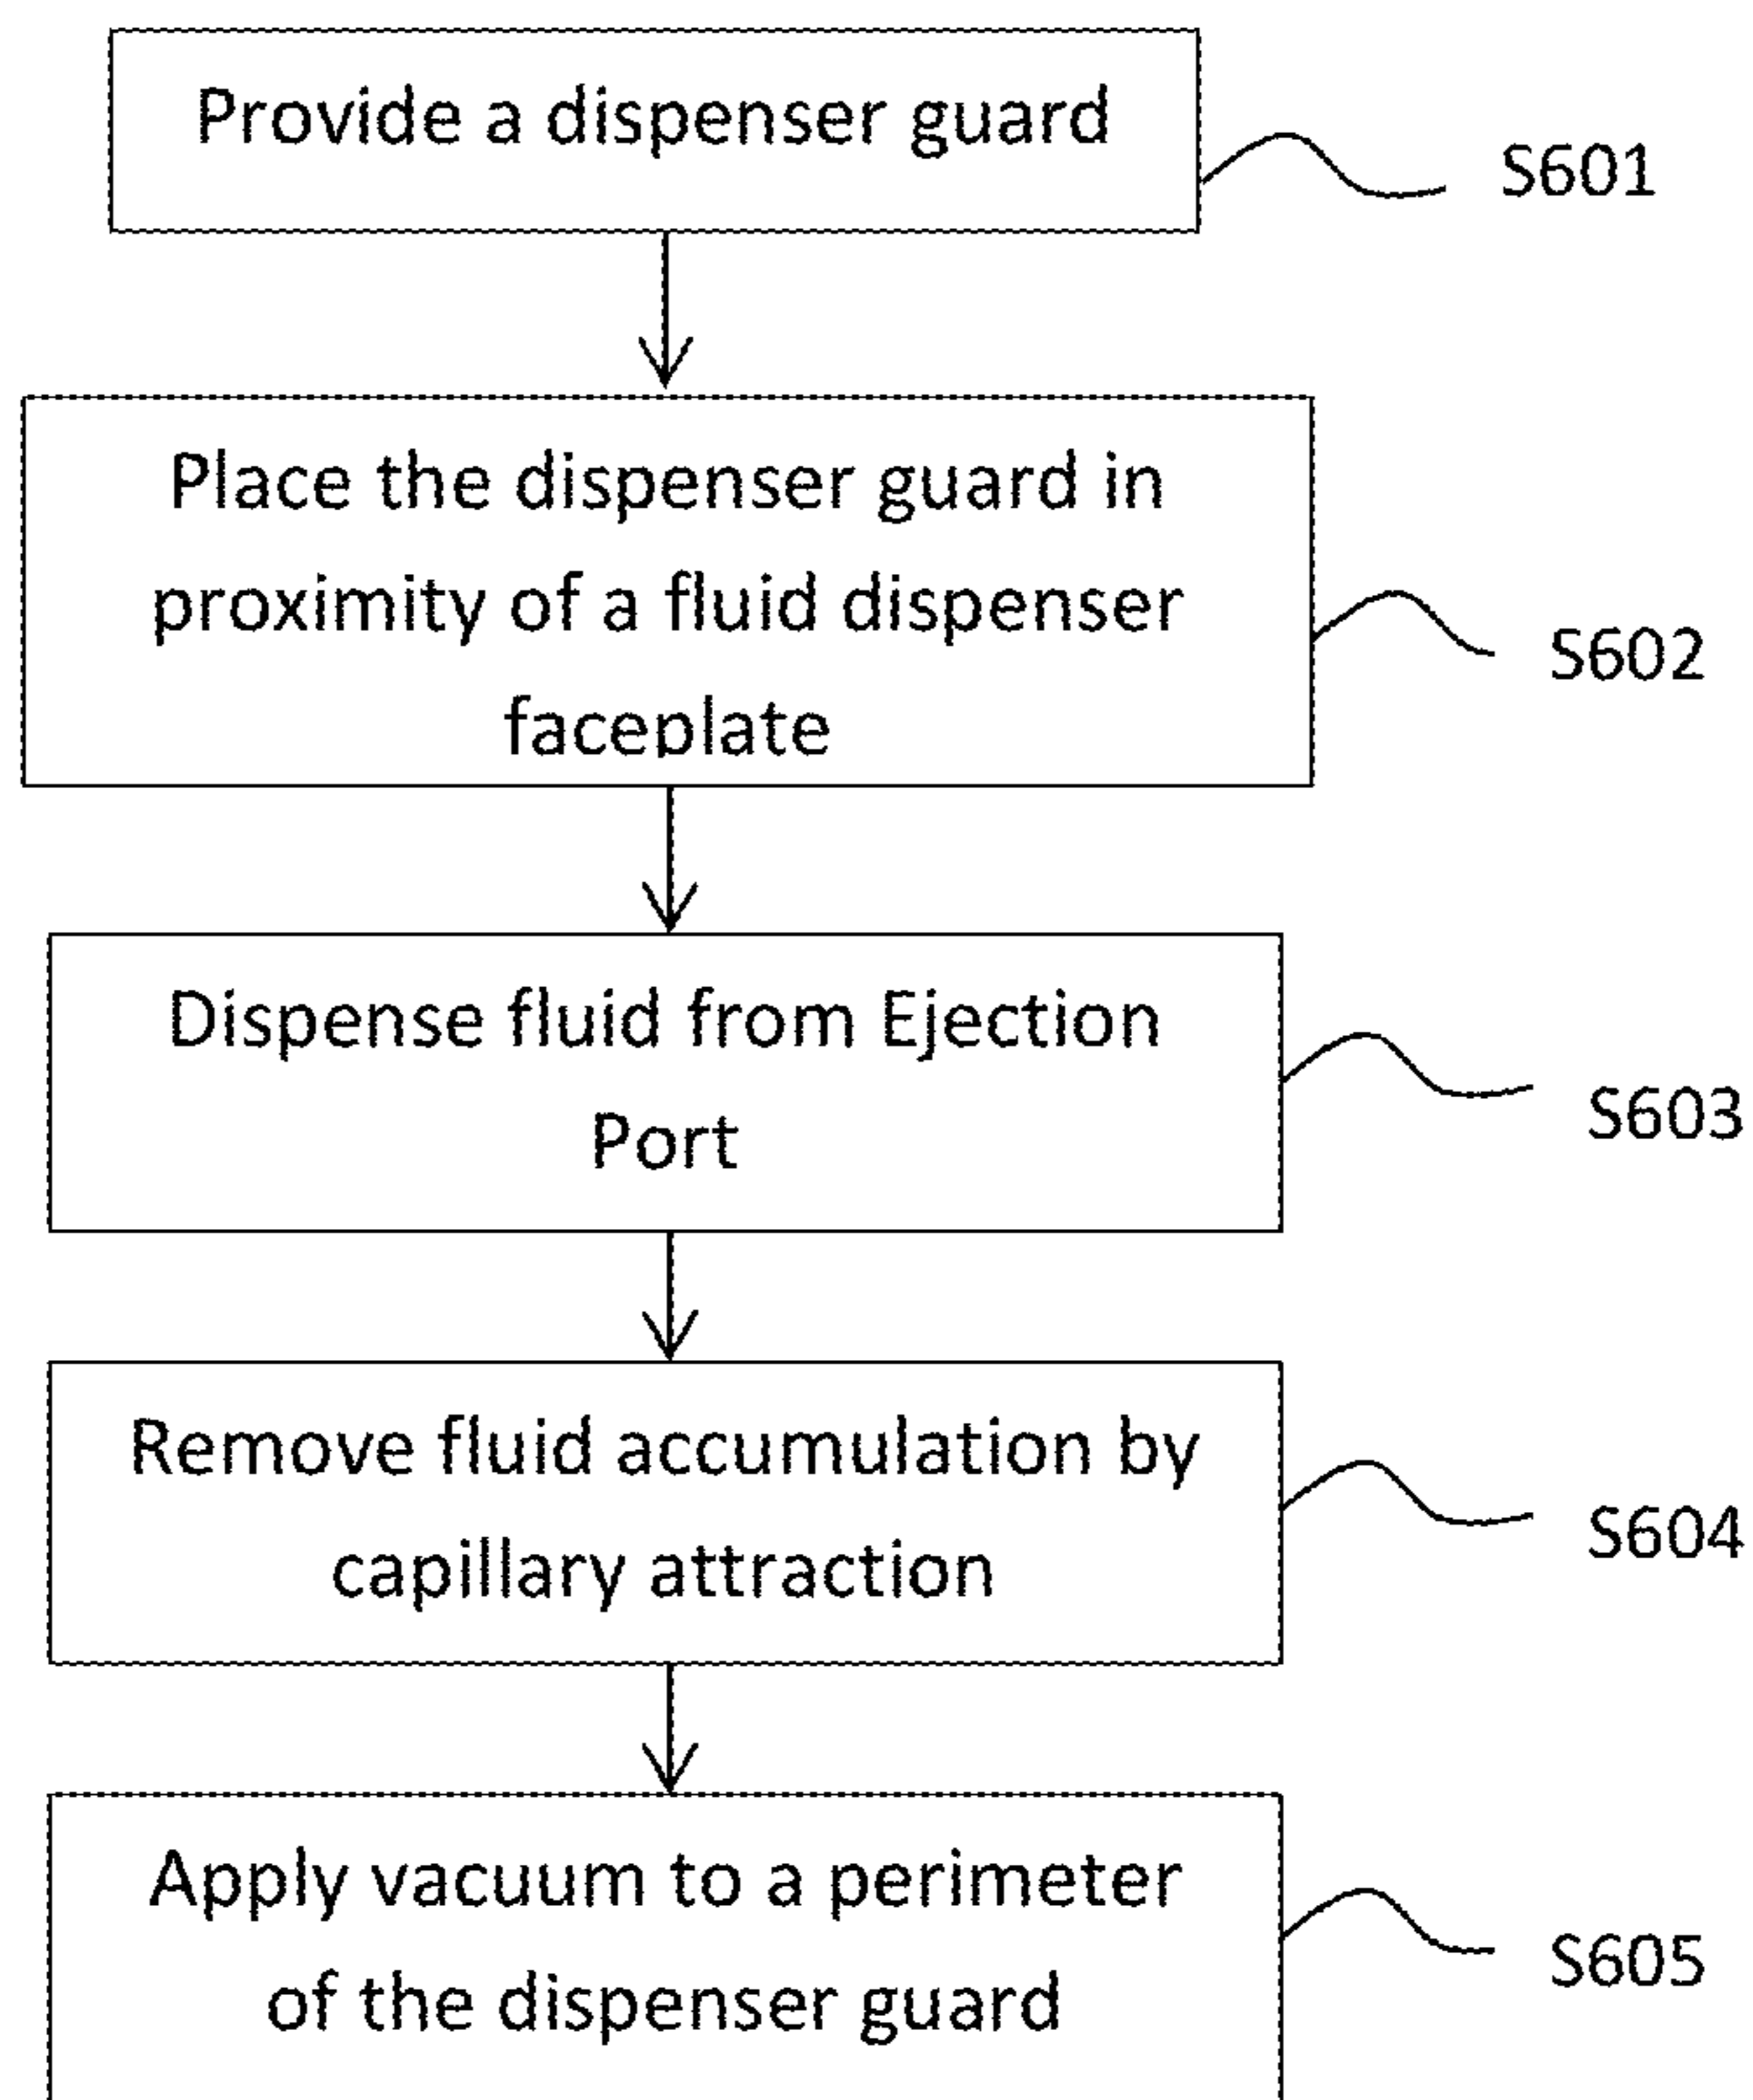 Provide a dispenser guard
S601
Place the dispenser guard in
proximity of a fluid dispenser
faceplate
S602
Dispense fluid from Ejection
Port
S603
Remove fluid accumulation by
capillary attraction
S604
Apply vacuum to a perimeter
of the dispenser guard
S605